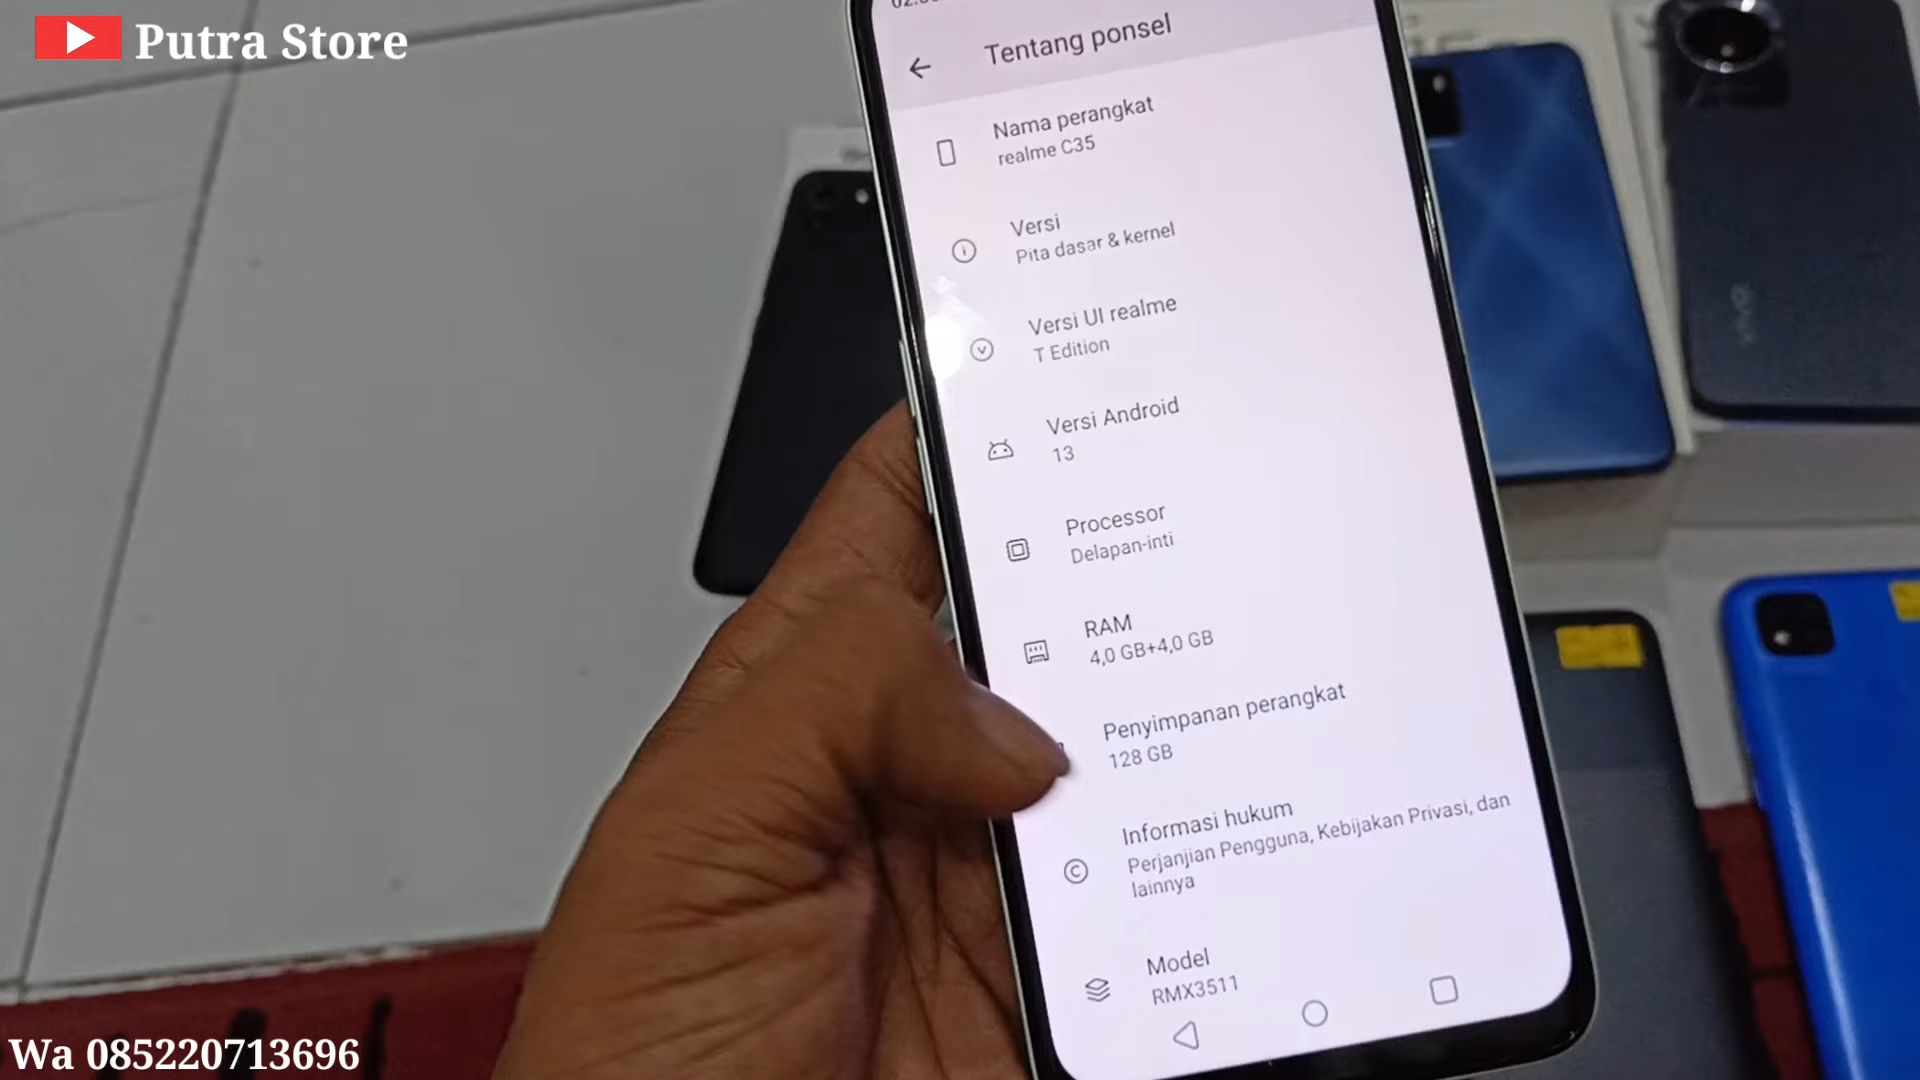 Putra Store
Tentang ponsel
Nama perangkat
realme C35
Versi
Pita dasar & kernel
Versi UI realme
T Edition
Versi Android
13
Processor
Delapan-inti
RAM
4,0 GB+4,0 GB
Penyimpanan perangkat
128 GB
Informasi hukum
Perjanjian Pengguna, Kebijakan Privasi, dan
lainnya
Model
RMX3511
vivo
Wa 085220713696